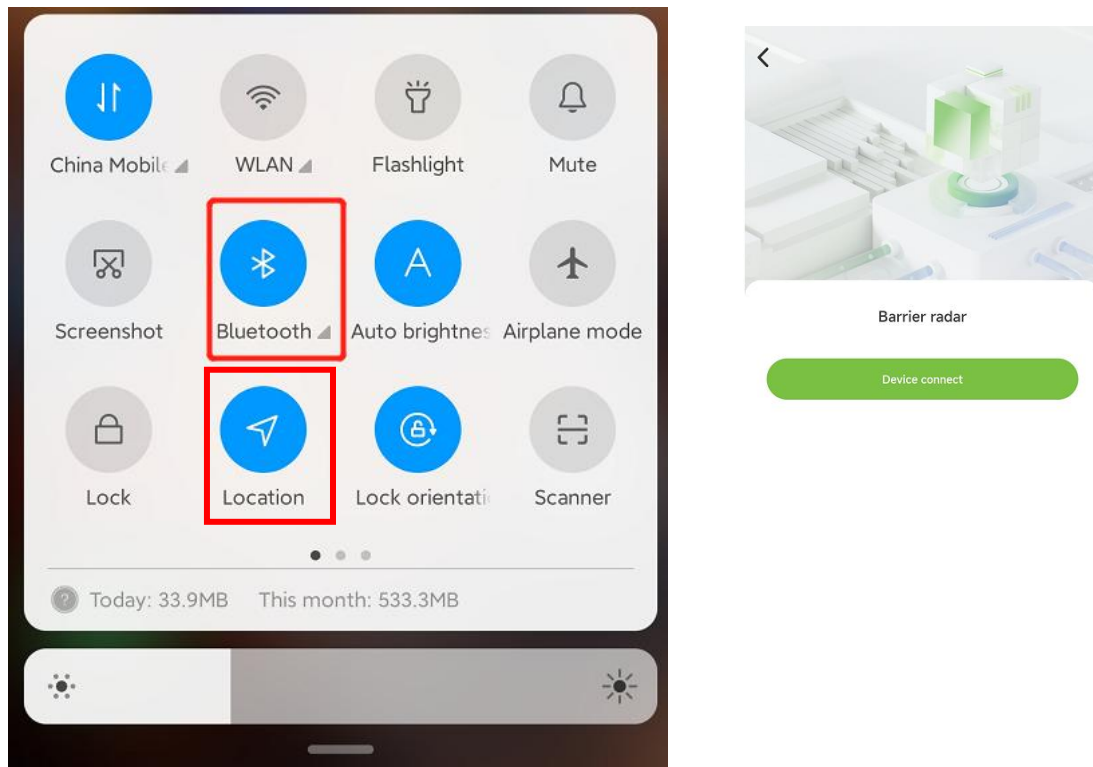 China Mobile
WLAN
Flashlight
Mute
Screenshot
Bluetooth
Auto brightnes
Airplane mode
Lock
Location
Lock orientati
Scanner
? Today: 33.9MB This month: 533.3MB
Barrier radar
Device connect